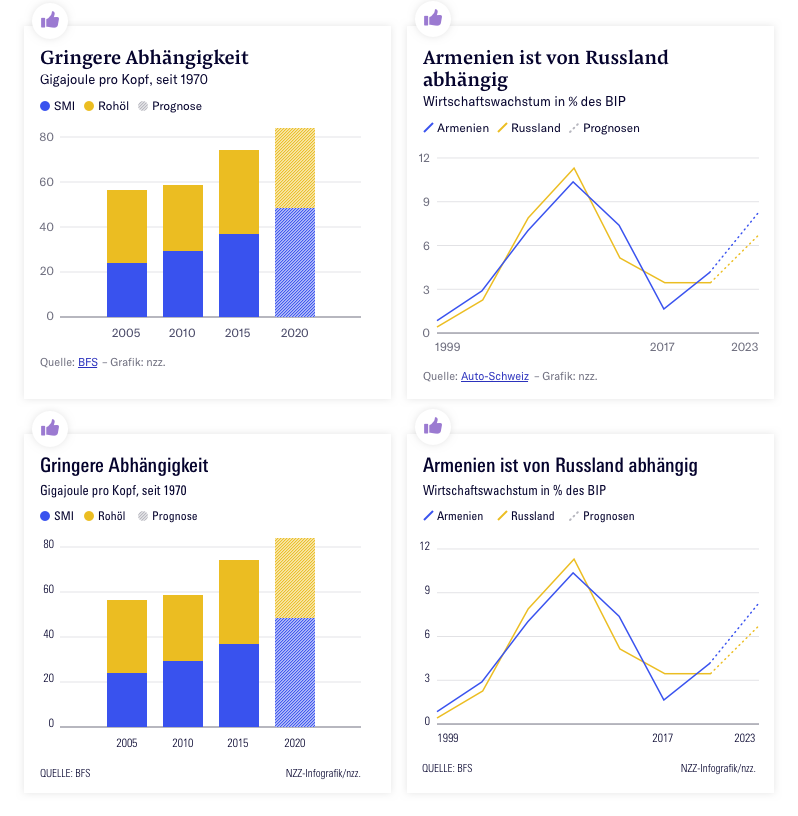 Gringere Abhängigkeit
Gigajoule pro Kopf, seit 1970
SMI Rohöl Prognose
80
60
40
20
0
2005 2010 2015 2020
Quelle: BFS – Grafik: nzz.
Armenien ist von Russland
abhängig
Wirtschaftswachstum in % des BIP
Armenien Russland Prognosen
12
9
6
3
0
1999 2017 2023
Quelle: Auto-Schweiz – Grafik: nzz.
Gringere Abhängigkeit
Gigajoule pro Kopf, seit 1970
SMI Rohöl Prognose
80
60
40
20
0
2005 2010 2015 2020
QUELLE: BFS NZZ-Infografik/nzz.
Armenien ist von Russland abhängig
Wirtschaftswachstum in % des BIP
Armenien Russland Prognosen
12
9
6
3
0
1999 2017 2023
QUELLE: BFS NZZ-Infografik/nzz.